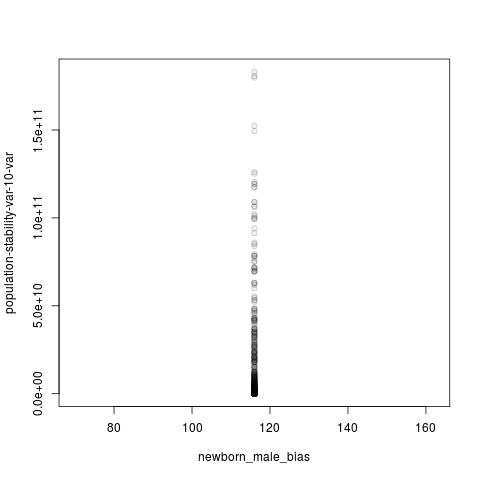 population-stability-var-10-var
1.5e+11
1.0e+11
5.0e+10
0.0e+00
80
100
120
140
160
newborn_male_bias